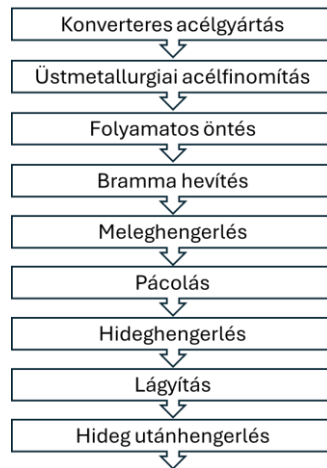 Konverteres acélgyártás
Üstmetallurgiai acélfinomítás
Folyamatos öntés
Bramma hevítés
Meleghengerlés
Pácolás
Hideghengerlés
Lágyítás
Hideg utánhengerlés